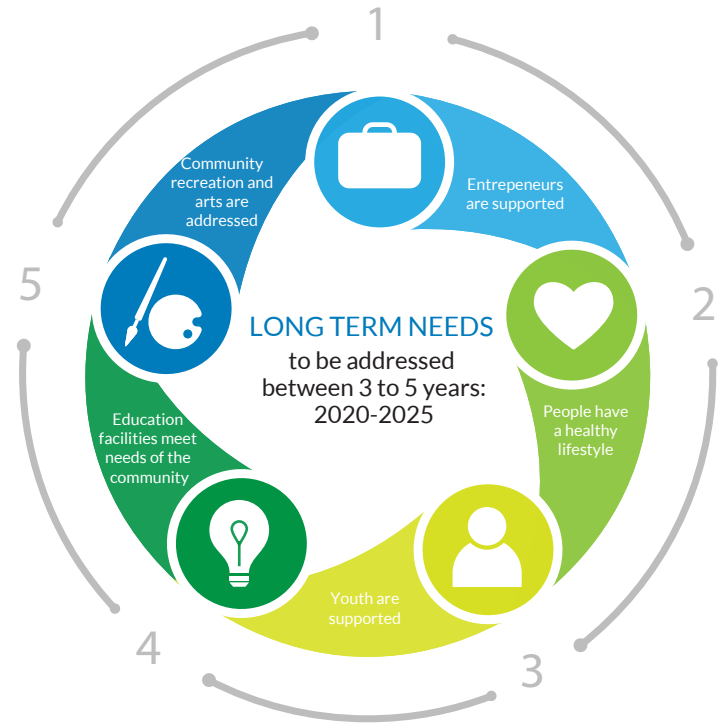 1
Entrepeneurs
are supported
2
People have
a healthy
lifestyle
3
Youth are
supported
4
Education
facilities meet
needs of the
community
5
Community
recreation and
arts are
addressed
LONG TERM NEEDS
to be addressed
between 3 to 5 years:
2020-2025